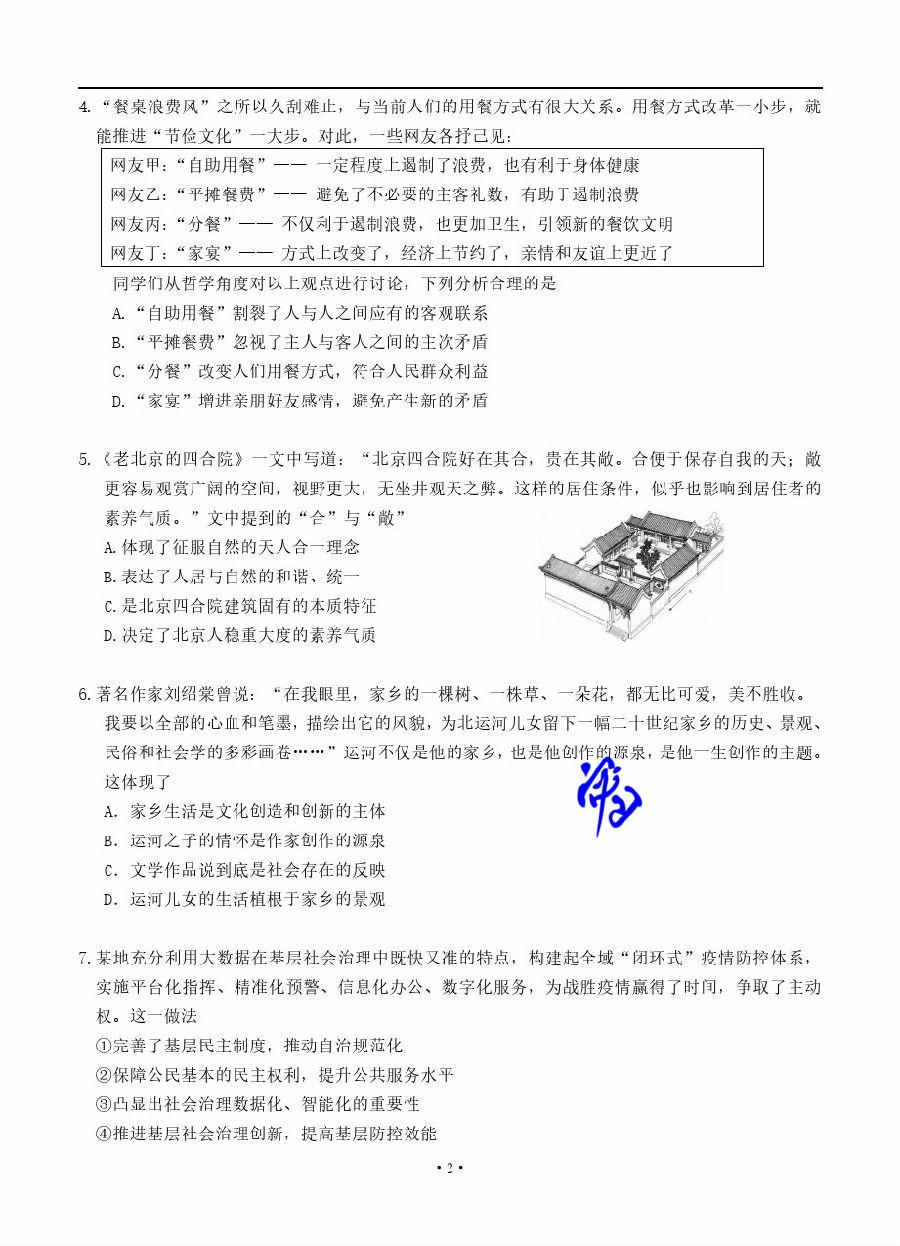 4. “餐桌浪费风”之所以久刮难止，与当前人们的用餐方式有很大关系。用餐方式改革一小步，就
能推进“节俭文化”一大步。对此，一些网友各抒己见：
网友甲：“自助用餐”—— 一定程度上遏制了浪费，也有利于身体健康
网友乙：“平摊餐费”—— 避免了不必要的主客礼数，有助于遏制浪费
网友丙：“分餐”—— 不仅利于遏制浪费，也更加卫生，引领新的餐饮文明
网友丁：“家宴”—— 方式上改变了，经济上节约了，亲情和友谊上更近了
同学们从哲学角度对以上观点进行讨论，下列分析合理的是
A. “自助用餐”割裂了人与人之间应有的客观联系
B. “平摊餐费”忽视了主人与客人之间的主次矛盾
C. “分餐”改变人们用餐方式，符合人民群众利益
D. “家宴”增进亲朋好友感情，避免产生新的矛盾
5. 《老北京的四合院》一文中写道：“北京四合院好在其合，贵在其敞。合便于保存自我的天；敞
更容易观赏广阔的空间，视野更大，无坐井观天之弊。这样的居住条件，似乎也影响到居住者的
素养气质。”文中提到的“合”与“敞”
A. 体现了征服自然的天人合一理念
B. 表达了人居与自然的和谐、统一
C. 是北京四合院建筑固有的本质特征
D. 决定了北京人稳重大度的素养气质
6. 著名作家刘绍棠曾说：“在我眼里，家乡的一棵树、一株草、一朵花，都无比可爱，美不胜收。
我要以全部的心血和笔墨，描绘出它的风貌，为北运河儿女留下一幅二十世纪家乡的历史、景观、
民俗和社会学的多彩画卷……”运河不仅是他的家乡，也是他创作的源泉，是他一生创作的主题。
这体现了
A. 家乡生活是文化创造和创新的主体
B. 运河之子的情怀是作家创作的源泉
C. 文学作品说到底是社会存在的反映
D. 运河儿女的生活植根于家乡的景观
7. 某地充分利用大数据在基层社会治理中既快又准的特点，构建起全域“闭环式”疫情防控体系，
实施平台化指挥、精准化预警、信息化办公、数字化服务，为战胜疫情赢得了时间，争取了主动
权。这一做法
①完善了基层民主制度，推动自治规范化
②保障公民基本的民主权利，提升公共服务水平
③凸显出社会治理数据化、智能化的重要性
④推进基层社会治理创新，提高基层防控效能
·2·